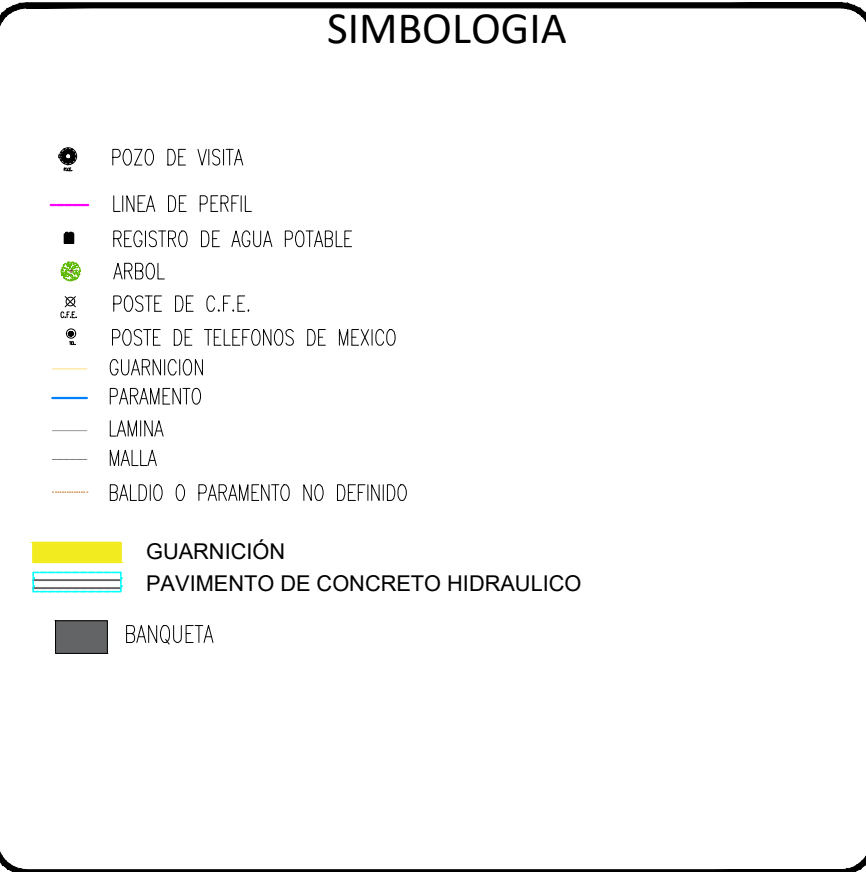 SIMBOLOGIA
POZO DE VISITA
LINEA DE PERFIL
REGISTRO DE AGUA POTABLE
ARBOL
POSTE DE C.F.E.
C.F.E.
POSTE DE TELEFONOS DE MEXICO
TEL.
GUARNICION
PARAMENTO
LAMINA
MALLA
BALDIO O PARAMENTO NO DEFINIDO
GUARNICIÓN
PAVIMENTO DE CONCRETO HIDRAULICO
BANQUETA